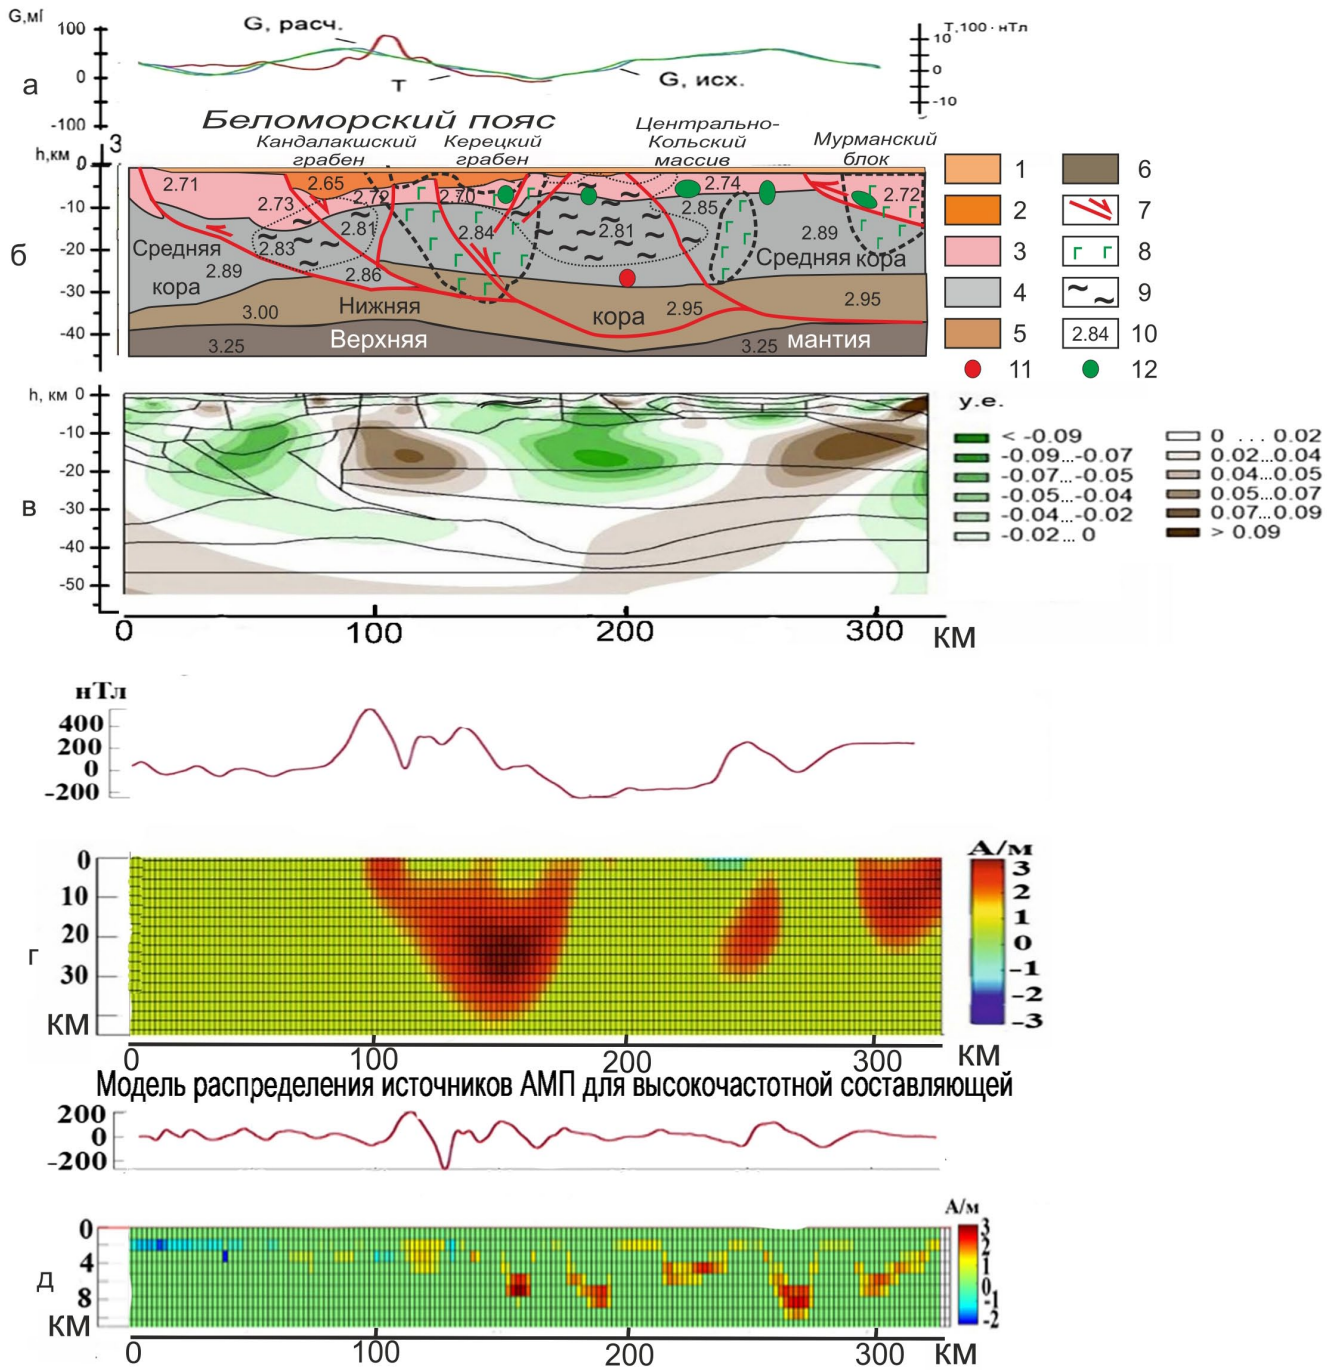 G, мГ
100
0
-100
а
G, расч.
Т
G, исх.
Т,100 · нТл
10
0
-10
Беломорский пояс
Кандалакшский
грабен
Керецкий
грабен
Центрально-
Кольский
массив
Мурманский
блок
З
h,км
0
-10
-20
-30
-40
б
2.71
2.65
2.72
2.70
2.74
2.72
2.73
2.85
2.81
2.83
2.84
2.81
2.89
Средняя
кора
2.89
2.86
Средняя кора
3.00
Нижняя
кора
2.95
2.95
3.25
Верхняя
3.25
мантия
1
2
3
4
5
11
6
7
8
9
2.84
10
12
h, км
0
-10
-20
-30
-40
-50
в
0
100
200
300
км
у.е.
< -0.09
-0.09...-0.07
-0.07...-0.05
-0.05...-0.04
-0.04...-0.02
-0.02... 0
0 ... 0.02
0.02...0.04
0.04...0.05
0.05...0.07
0.07...0.09
> 0.09
нТл
400
200
0
-200
г
0
10
20
30
км
0
100
200
300
км
А/м
3
2
1
0
-1
-2
-3
Модель распределения источников АМП для высокочастотной составляющей
200
0
-200
д
0
4
8
км
0
100
200
300
км
А/м
3
2
1
0
-1
-2